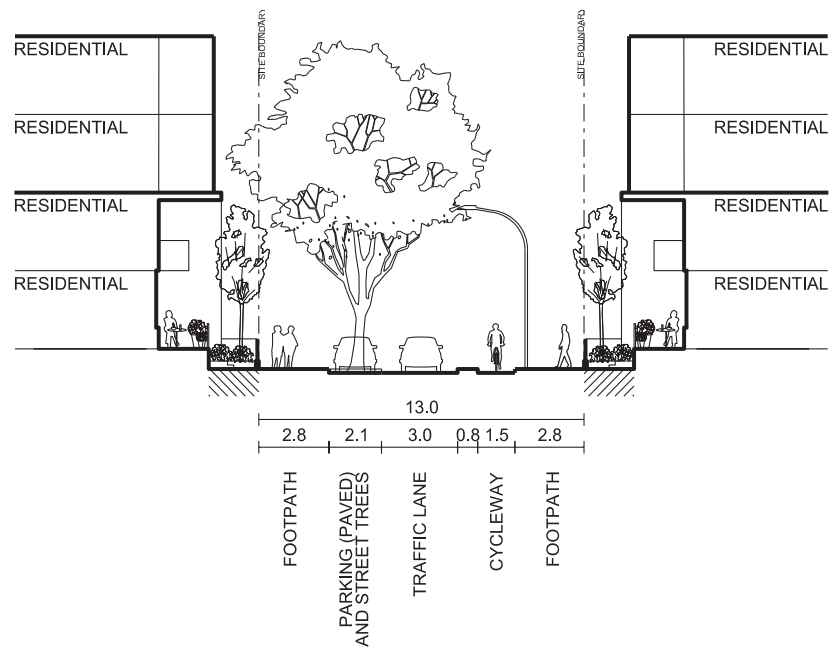 SITE BOUNDARY
SITE BOUNDARY
RESIDENTIAL
RESIDENTIAL
RESIDENTIAL
RESIDENTIAL
RESIDENTIAL
RESIDENTIAL
RESIDENTIAL
RESIDENTIAL
13.0
2.8 2.1 3.0 0.8 1.5 2.8
FOOTPATH
PARKING (PAVED)
AND STREET TREES
TRAFFIC LANE
CYCLEWAY
FOOTPATH